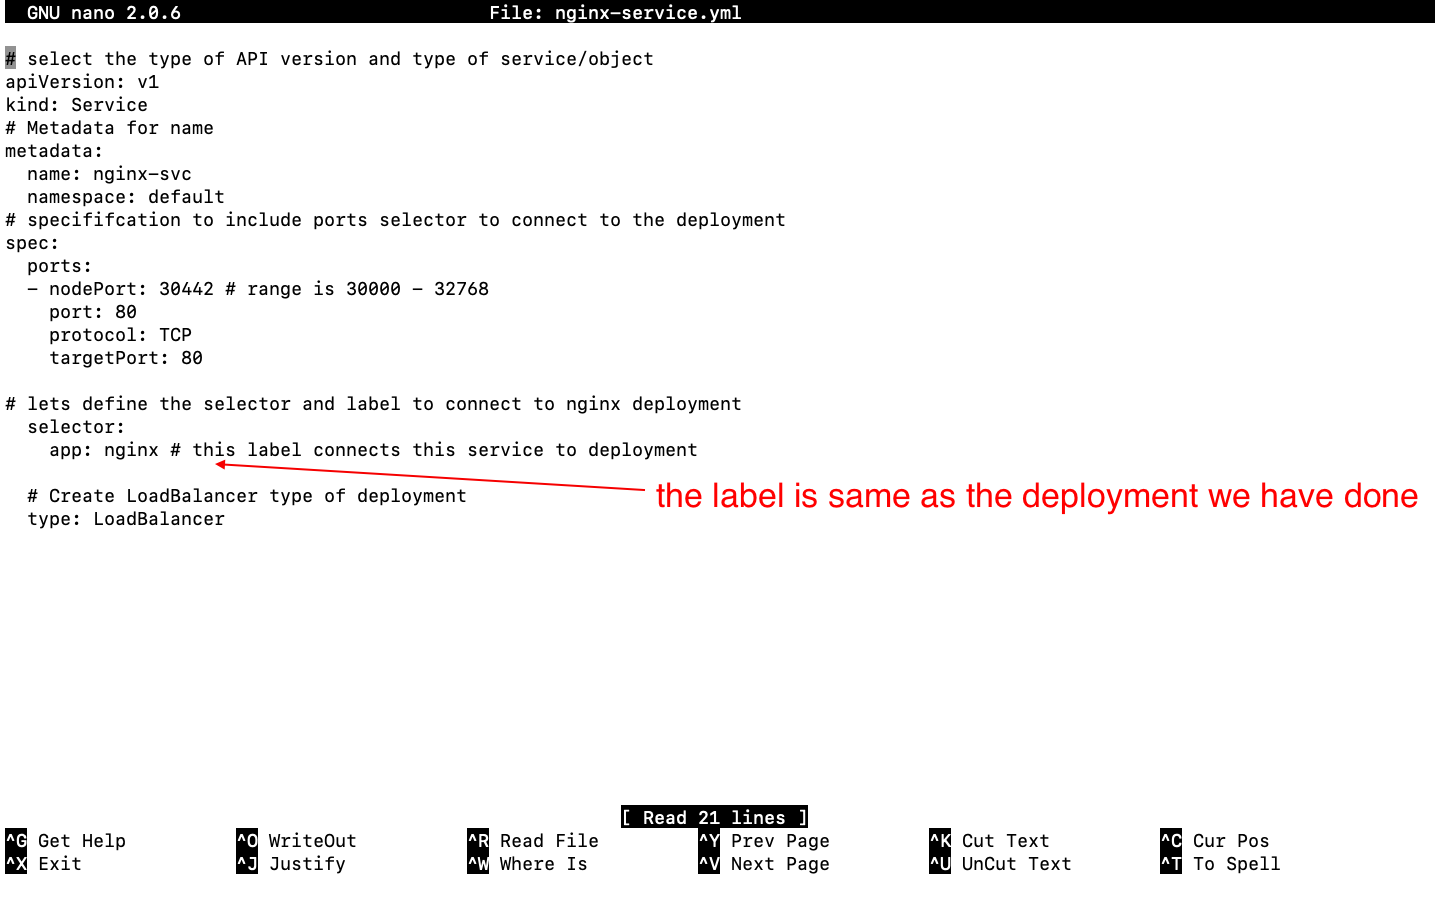 GNU nano 2.0.6 File: nginx-service.yml
# select the type of API version and type of service/object
apiVersion: v1
kind: Service
# Metadata for name
metadata:
  name: nginx-svc
  namespace: default
# specififcation to include ports selector to connect to the deployment
spec:
  ports:
  - nodePort: 30442 # range is 30000 - 32768
    port: 80
    protocol: TCP
    targetPort: 80
# lets define the selector and label to connect to nginx deployment
  selector:
    app: nginx # this label connects this service to deployment
  # Create LoadBalancer type of deployment
the label is same as the deployment we have done
  type: LoadBalancer
[ Read 21 lines ]
^G Get Help ^O WriteOut ^R Read File ^Y Prev Page ^K Cut Text ^C Cur Pos
^X Exit ^J Justify ^W Where Is ^V Next Page ^U UnCut Text ^T To Spell